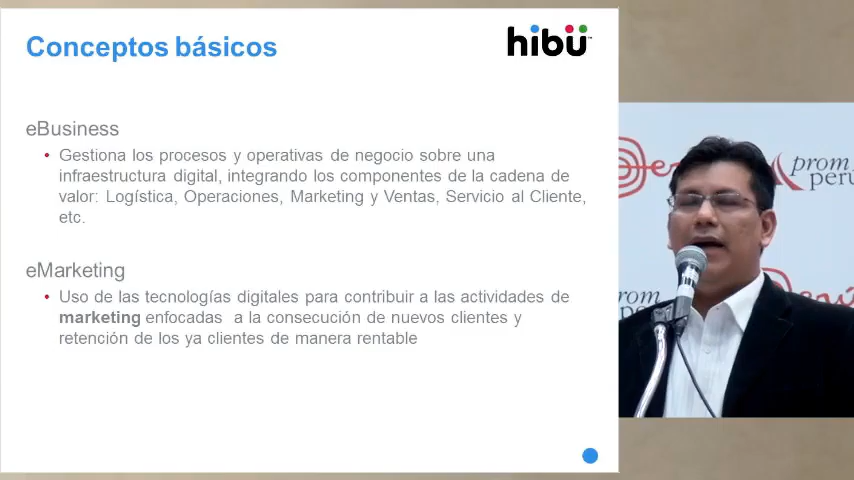 Conceptos básicos
hibü
eBusiness
• Gestiona los procesos y operativas de negocio sobre una
infraestructura digital, integrando los componentes de la cadena de
valor: Logística, Operaciones, Marketing y Ventas, Servicio al Cliente,
etc.
eMarketing
• Uso de las tecnologías digitales para contribuir a las actividades de
marketing enfocadas a la consecución de nuevos clientes y
retención de los ya clientes de manera rentable
prom
perú